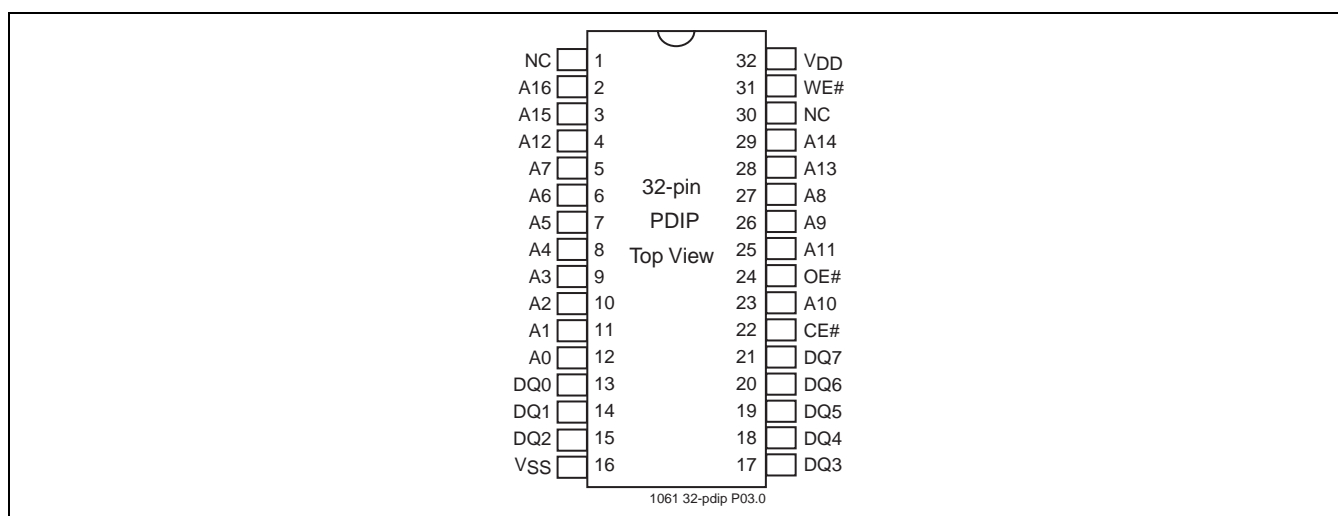 NC 1 32 VDD
A16 2 31 WE#
A15 3 30 NC
A12 4 29 A14
A7 5 28 A13
A6 6 32-pin 27 A8
A5 7 PDIP 26 A9
A4 8 Top View 25 A11
A3 9 24 OE#
A2 10 23 A10
A1 11 22 CE#
A0 12 21 DQ7
DQ0 13 20 DQ6
DQ1 14 19 DQ5
DQ2 15 18 DQ4
VSS 16 17 DQ3
1061 32-pdip P03.0